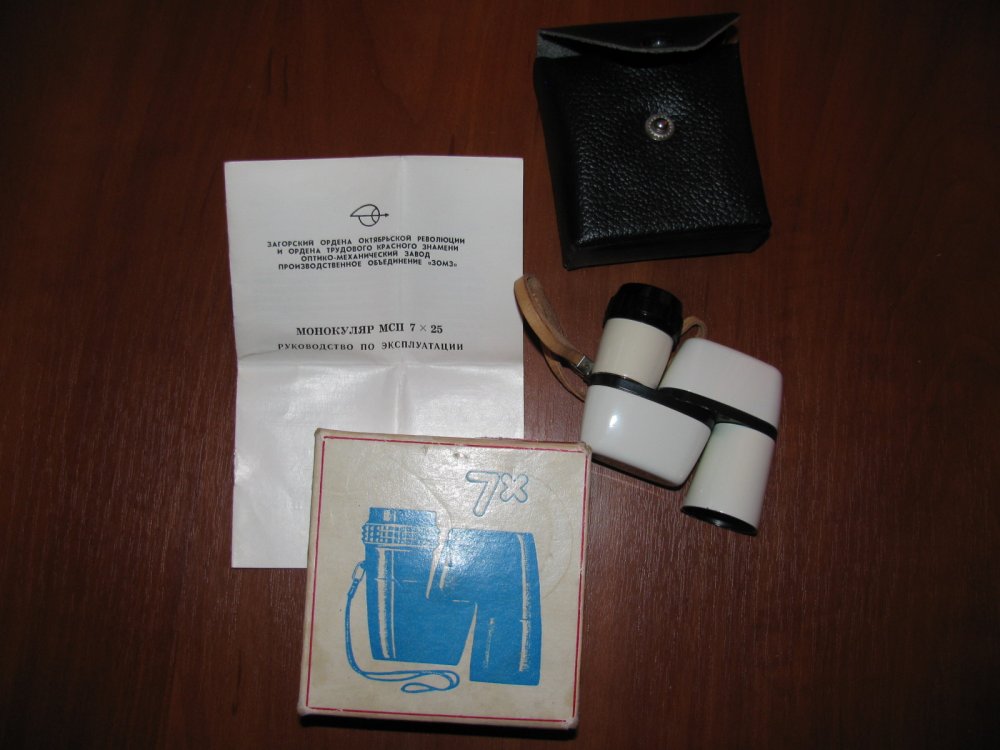 ЗАГОРСКИЙ ОРДЕНА ОКТЯБРЬСКОЙ РЕВОЛЮЦИИ
И ОРДЕНА ТРУДОВОГО КРАСНОГО ЗНАМЕНИ
ОПТИКО-МЕХАНИЧЕСКИЙ ЗАВОД
ПРОИЗВОДСТВЕННОЕ ОБЪЕДИНЕНИЕ «ЗОМЗ»
МОНОКУЛЯР МСП 7 × 25
РУКОВОДСТВО ПО ЭКСПЛУАТАЦИИ
7×